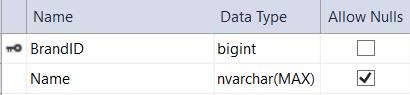 Name Data Type Allow Nulls
BrandID bigint
Name nvarchar(MAX)